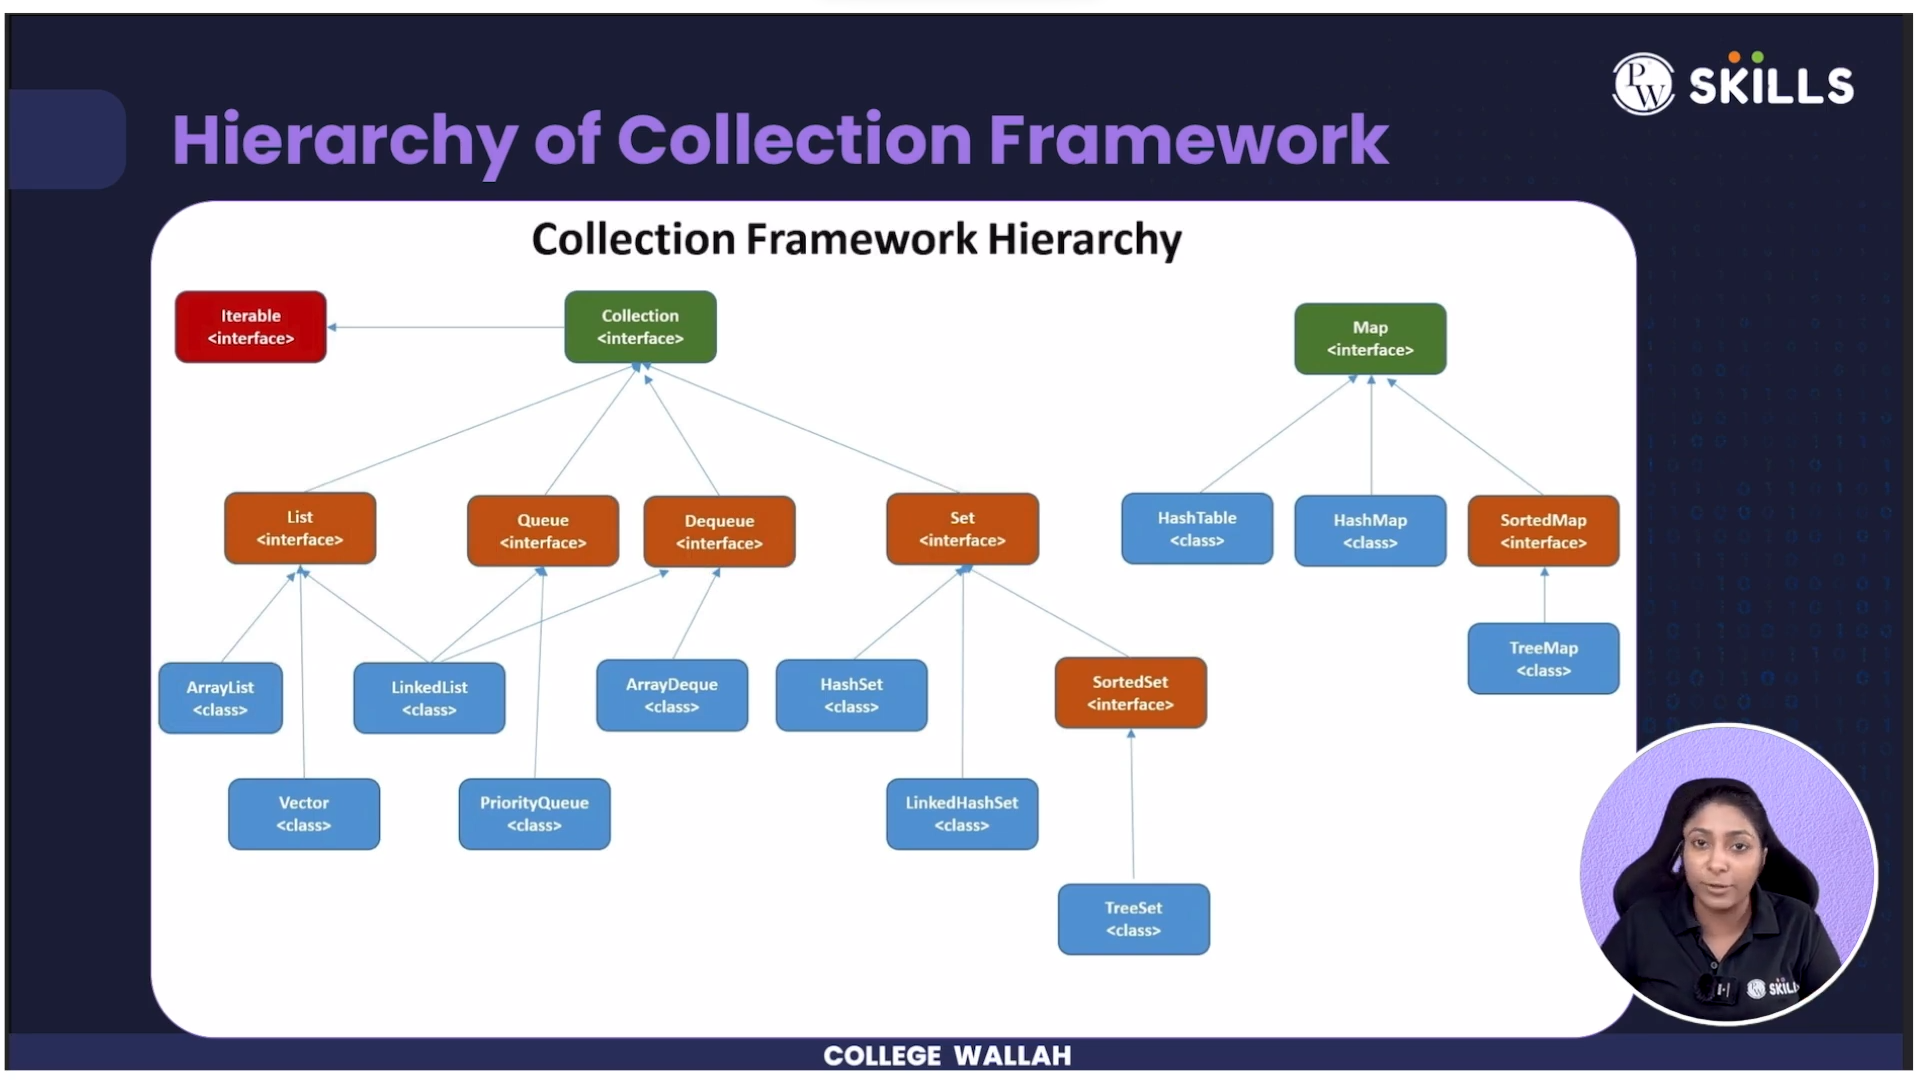 PW SKILLS
Hierarchy of Collection Framework
Collection Framework Hierarchy
Iterable
<interface>
Collection
<interface>
Map
<interface>
List
<interface>
Queue
<interface>
Dequeue
<interface>
Set
<interface>
HashTable
<class>
HashMap
<class>
SortedMap
<interface>
ArrayList
<class>
LinkedList
<class>
ArrayDeque
<class>
HashSet
<class>
SortedSet
<interface>
TreeMap
<class>
Vector
<class>
PriorityQueue
<class>
LinkedHashSet
<class>
TreeSet
<class>
PW SKILL
COLLEGE WALLAH